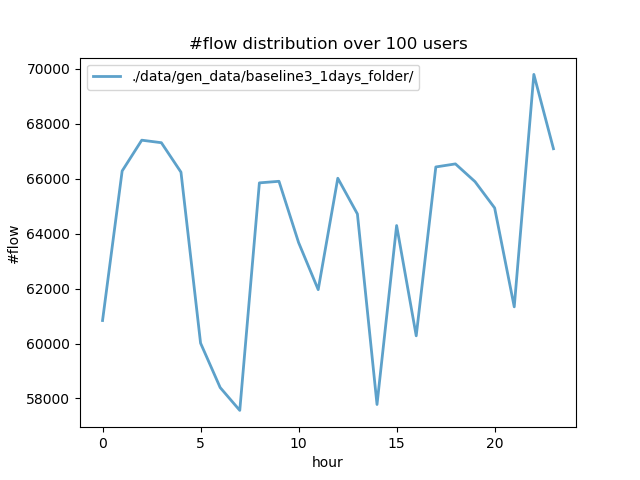 #flow distribution over 100 users
./data/gen_data/baseline3_1days_folder/
70000
68000
66000
64000
62000
60000
58000
#flow
0 5 10 15 20
hour